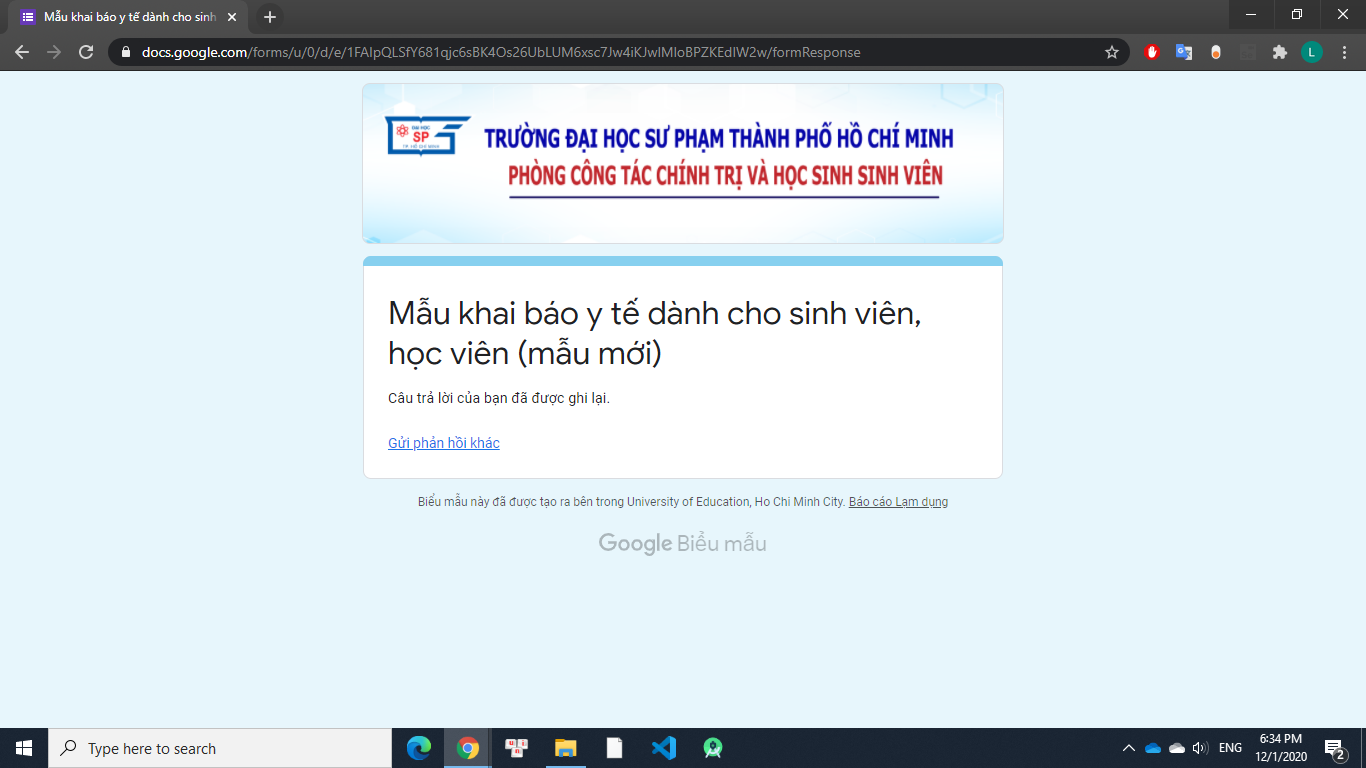 Mẫu khai báo y tế dành cho sinh
docs.google.com/forms/u/0/d/e/1FAIpQLSfY681qjc6sBK4Os26UbLUM6xsc7Jw4iKJwIMIoBPZKEdIW2w/formResponse
L
ĐẠI HỌC
SP
TP. HỒ CHÍ MINH
TRƯỜNG ĐẠI HỌC SƯ PHẠM THÀNH PHỐ HỒ CHÍ MINH
PHÒNG CÔNG TÁC CHÍNH TRỊ VÀ HỌC SINH SINH VIÊN
Mẫu khai báo y tế dành cho sinh viên,
học viên (mẫu mới)
Câu trả lời của bạn đã được ghi lại.
Gửi phản hồi khác
Biểu mẫu này đã được tạo ra bên trong University of Education, Ho Chi Minh City. Báo cáo Lạm dụng
Google Biểu mẫu
Type here to search
ENG
6:34 PM
12/1/2020
2